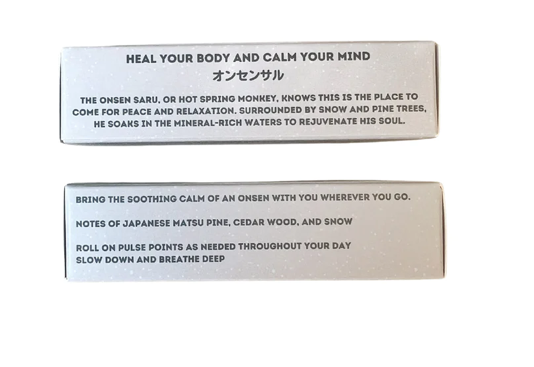 HEAL YOUR BODY AND CALM YOUR MIND
オンセンサル
THE ONSEN SARU, OR HOT SPRING MONKEY, KNOWS THIS IS THE PLACE TO
COME FOR PEACE AND RELAXATION. SURROUNDED BY SNOW AND PINE TREES,
HE SOAKS IN THE MINERAL-RICH WATERS TO REJUVENATE HIS SOUL.
BRING THE SOOTHING CALM OF AN ONSEN WITH YOU WHEREVER YOU GO.
NOTES OF JAPANESE MATSU PINE, CEDAR WOOD, AND SNOW
ROLL ON PULSE POINTS AS NEEDED THROUGHOUT YOUR DAY
SLOW DOWN AND BREATHE DEEP